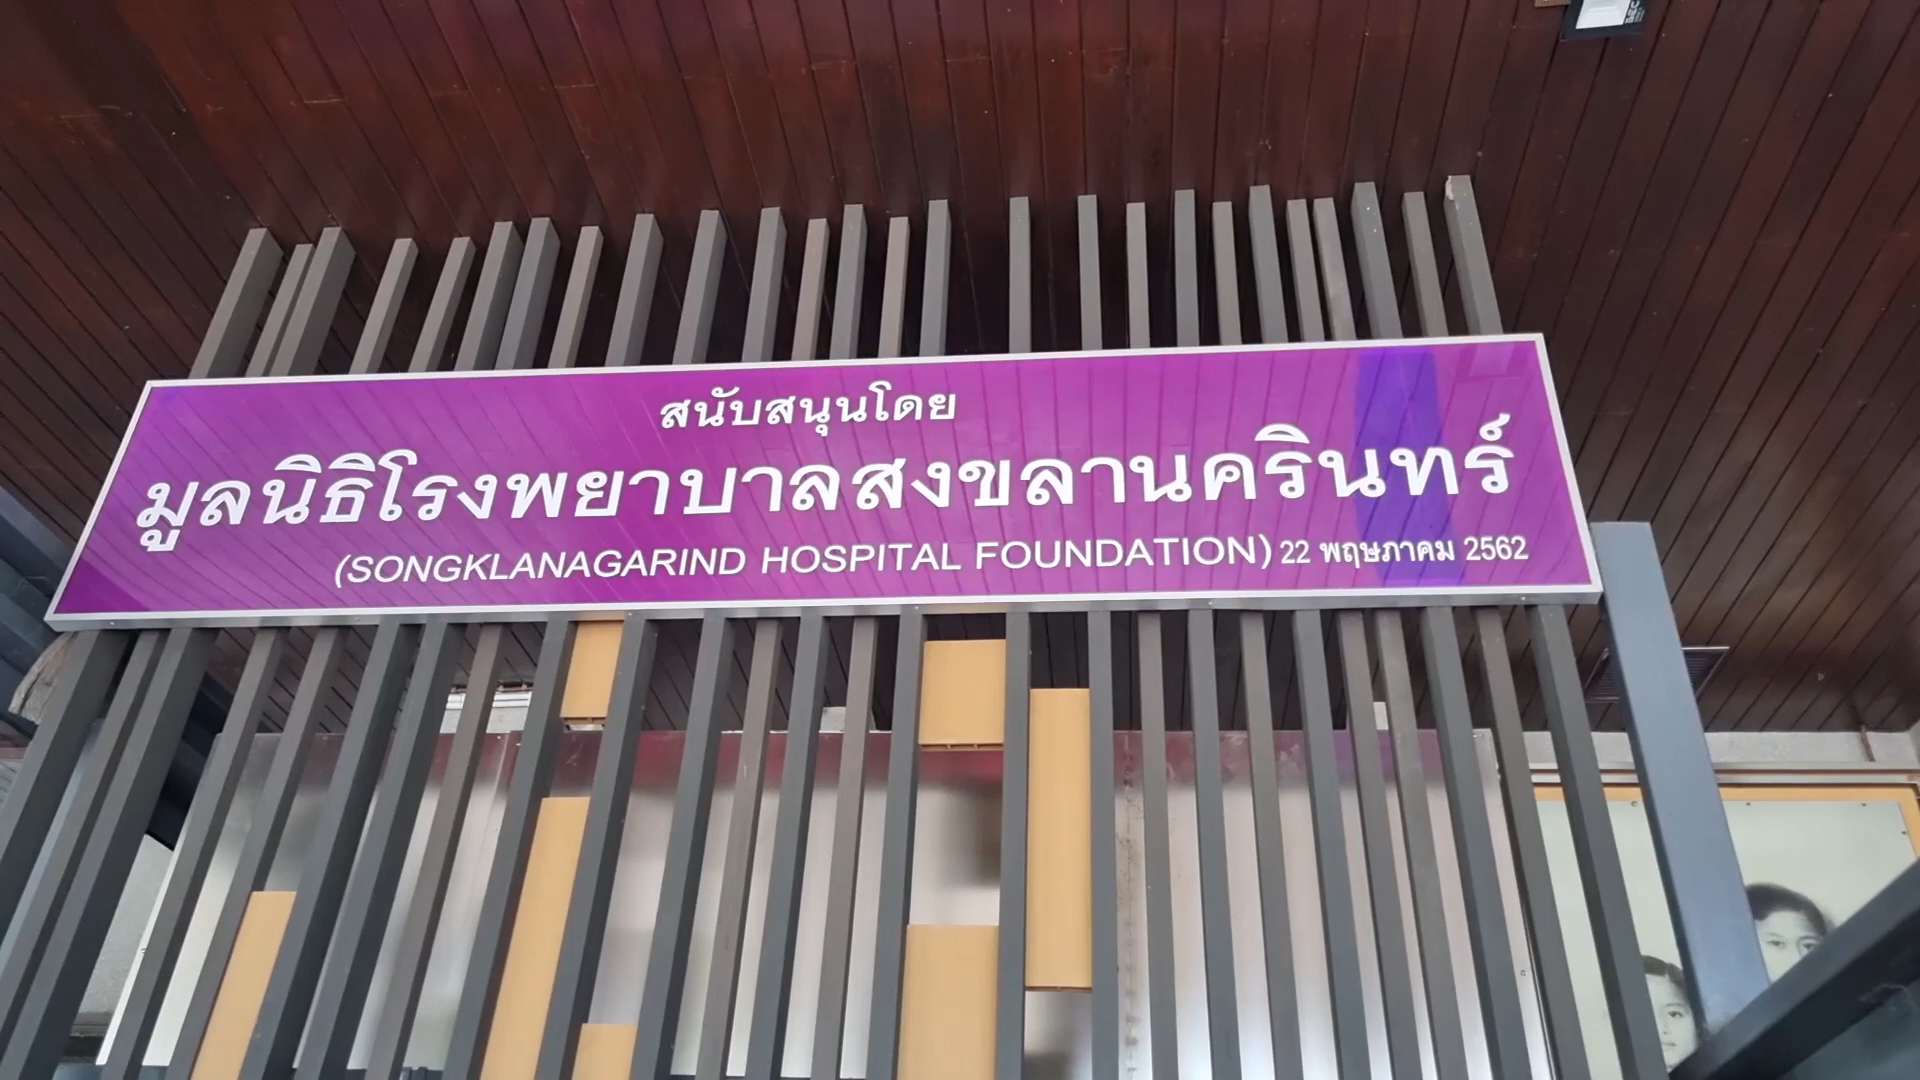 สนับสนุนโดย
มูลนิธิโรงพยาบาลสงขลานครินทร์
(SONGKLANAGARIND HOSPITAL FOUNDATION) 22 พฤษภาคม 2562